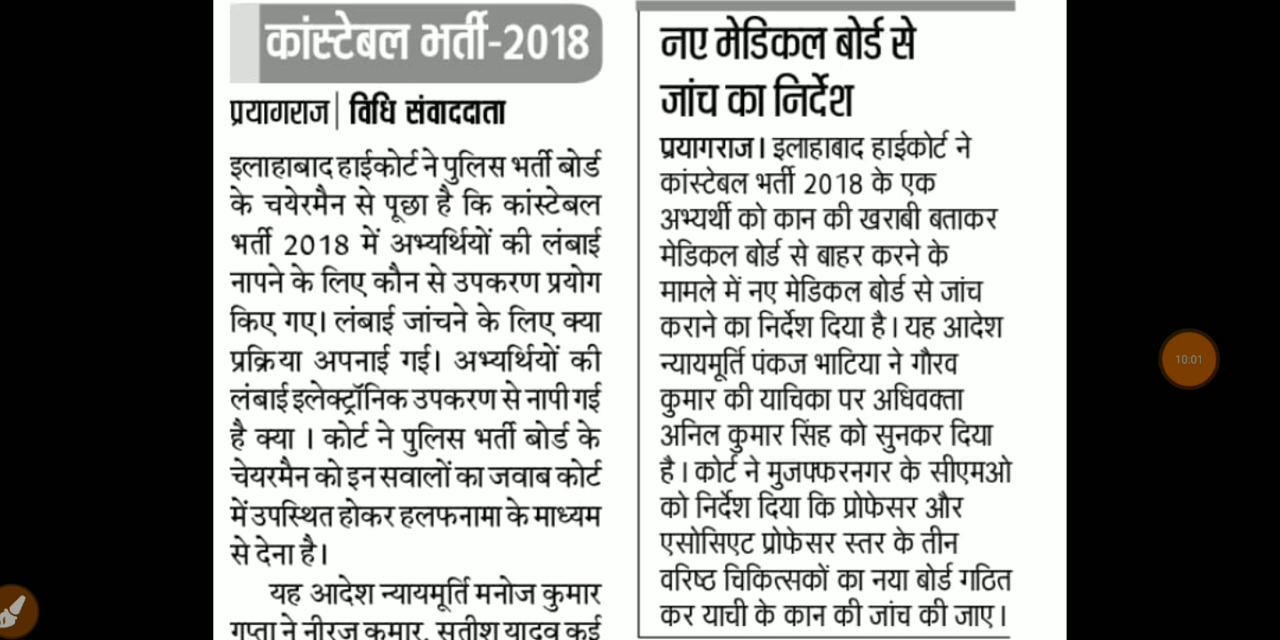 कांस्टेबल भर्ती-2018
प्रयागराज | विधि संवाददाता
इलाहाबाद हाईकोर्ट ने पुलिस भर्ती बोर्ड
के चयेरमैन से पूछा है कि कांस्टेबल
भर्ती 2018 में अभ्यर्थियों की लंबाई
नापने के लिए कौन से उपकरण प्रयोग
किए गए। लंबाई जांचने के लिए क्या
प्रक्रिया अपनाई गई। अभ्यर्थियों की
लंबाई इलेक्ट्रॉनिक उपकरण से नापी गई
है क्या । कोर्ट ने पुलिस भर्ती बोर्ड के
चेयरमैन को इन सवालों का जवाब कोर्ट
में उपस्थित होकर हलफनामा के माध्यम
से देना है।
यह आदेश न्यायमूर्ति मनोज कुमार
गुप्ता ने नीरज कुमार, सतीश यादव कई
नए मेडिकल बोर्ड से
जांच का निर्देश
प्रयागराज। इलाहाबाद हाईकोर्ट ने
कांस्टेबल भर्ती 2018 के एक
अभ्यर्थी को कान की खराबी बताकर
मेडिकल बोर्ड से बाहर करने के
मामले में नए मेडिकल बोर्ड से जांच
कराने का निर्देश दिया है। यह आदेश
न्यायमूर्ति पंकज भाटिया ने गौरव
कुमार की याचिका पर अधिवक्ता
अनिल कुमार सिंह को सुनकर दिया
है। कोर्ट ने मुजफ्फरनगर के सीएमओ
को निर्देश दिया कि प्रोफेसर और
एसोसिएट प्रोफेसर स्तर के तीन
वरिष्ठ चिकित्सकों का नया बोर्ड गठित
कर याची के कान की जांच की जाए।
10:01